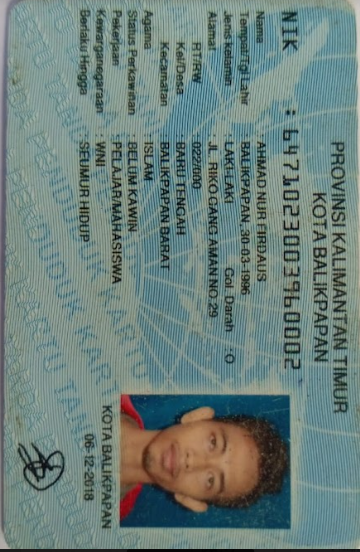 PROVINSI KALIMANTAN TIMUR
KOTA BALIKPAPAN
NIK : 6471023003960002
Nama : AHMAD NUR FIRDAUS
Tempat/Tgl Lahir : BALIKPAPAN, 30-03-1996
Jenis kelamin : LAKI-LAKI Gol. Darah : O
Alamat : JL. RIKO GANG AMAN NO.29
RT/RW : 022/000
Kel/Desa : BARU TENGAH
Kecamatan : BALIKPAPAN BARAT
Agama : ISLAM
Status Perkawinan : BELUM KAWIN
Pekerjaan : PELAJAR/MAHASISWA
Kewarganegaraan : WNI
Berlaku Hingga : SEUMUR HIDUP
KOTA BALIKPAPAN
06-12-2018